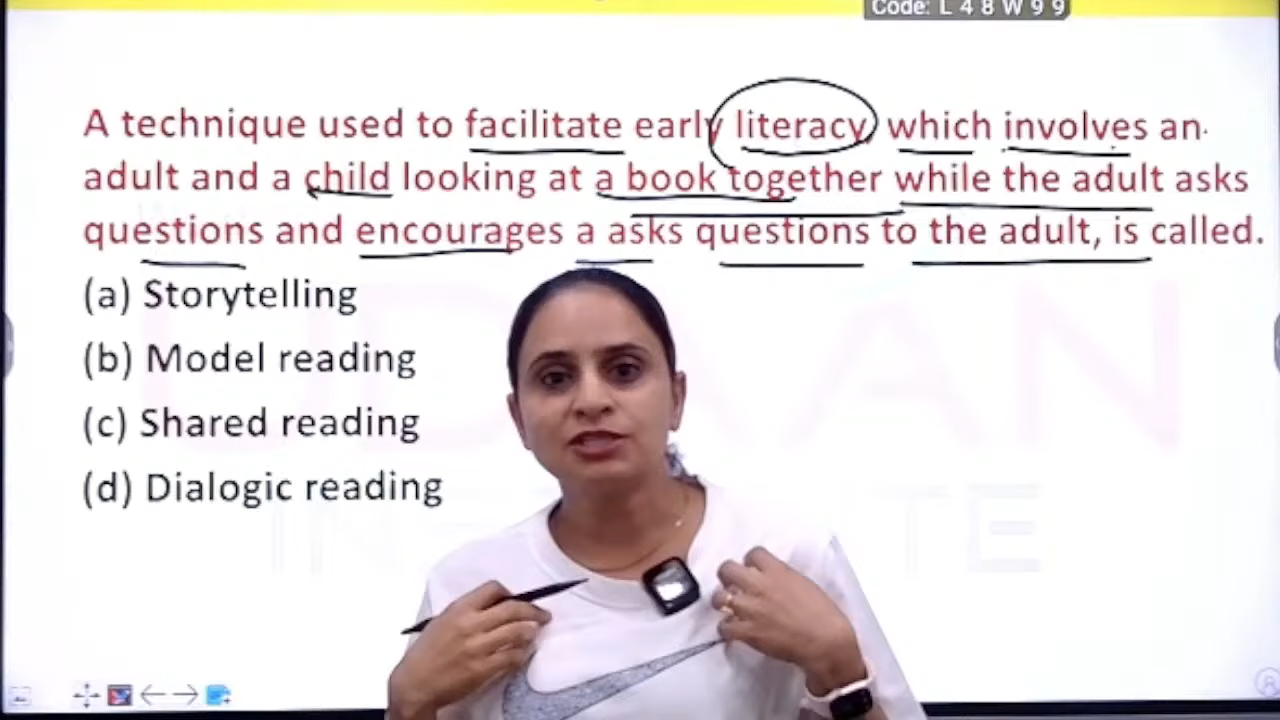 Code: L 4 8 W 9 9
A technique used to facilitate early literacy, which involves an
adult and a child looking at a book together while the adult asks
questions and encourages a asks questions to the adult, is called.
(a) Storytelling
(b) Model reading
(c) Shared reading
(d) Dialogic reading
UDAAN
INSTITUTE